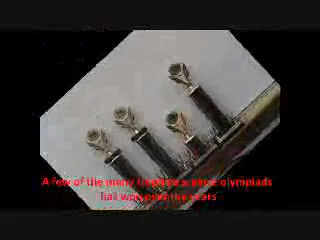 A few of the many olympiads
has won over the years